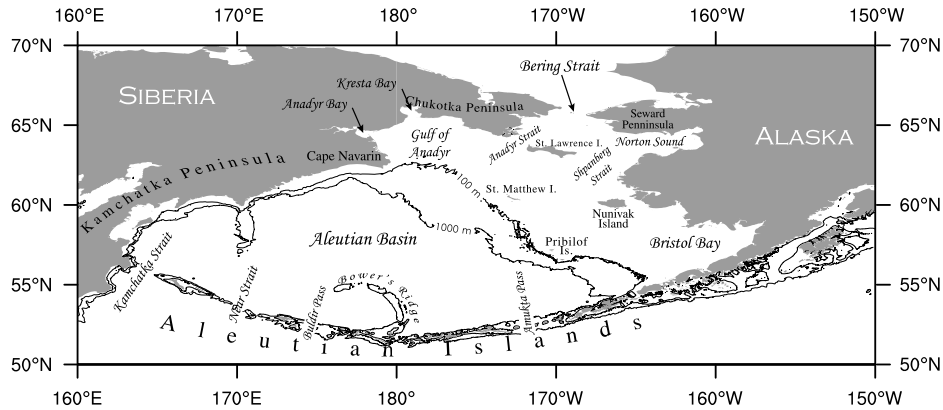 160°E 170°E 180° 170°W 160°W 150°W
70°N 70°N
Bering Strait
Kresta Bay
SIBERIA
Anadyr Bay
Chukotka Peninsula
Seward
Penninsula
65°N 65°N
Gulf of
Anadyr
Anadyr Strait
St. Lawrence I.
Norton Sound
ALASKA
Cape Navarin
Shpanberg
Strait
Kamchatka Peninsula
100 m
St. Matthew I.
60°N 60°N
Nunivak
Island
1000 m
Aleutian Basin
Pribilof
Is.
Bristol Bay
Kamchatka Strait
Near Strait
Buldir Pass
Bower's Ridge
Amukta Pass
55°N 55°N
Aleutian Islands
50°N 50°N
160°E 170°E 180° 170°W 160°W 150°W